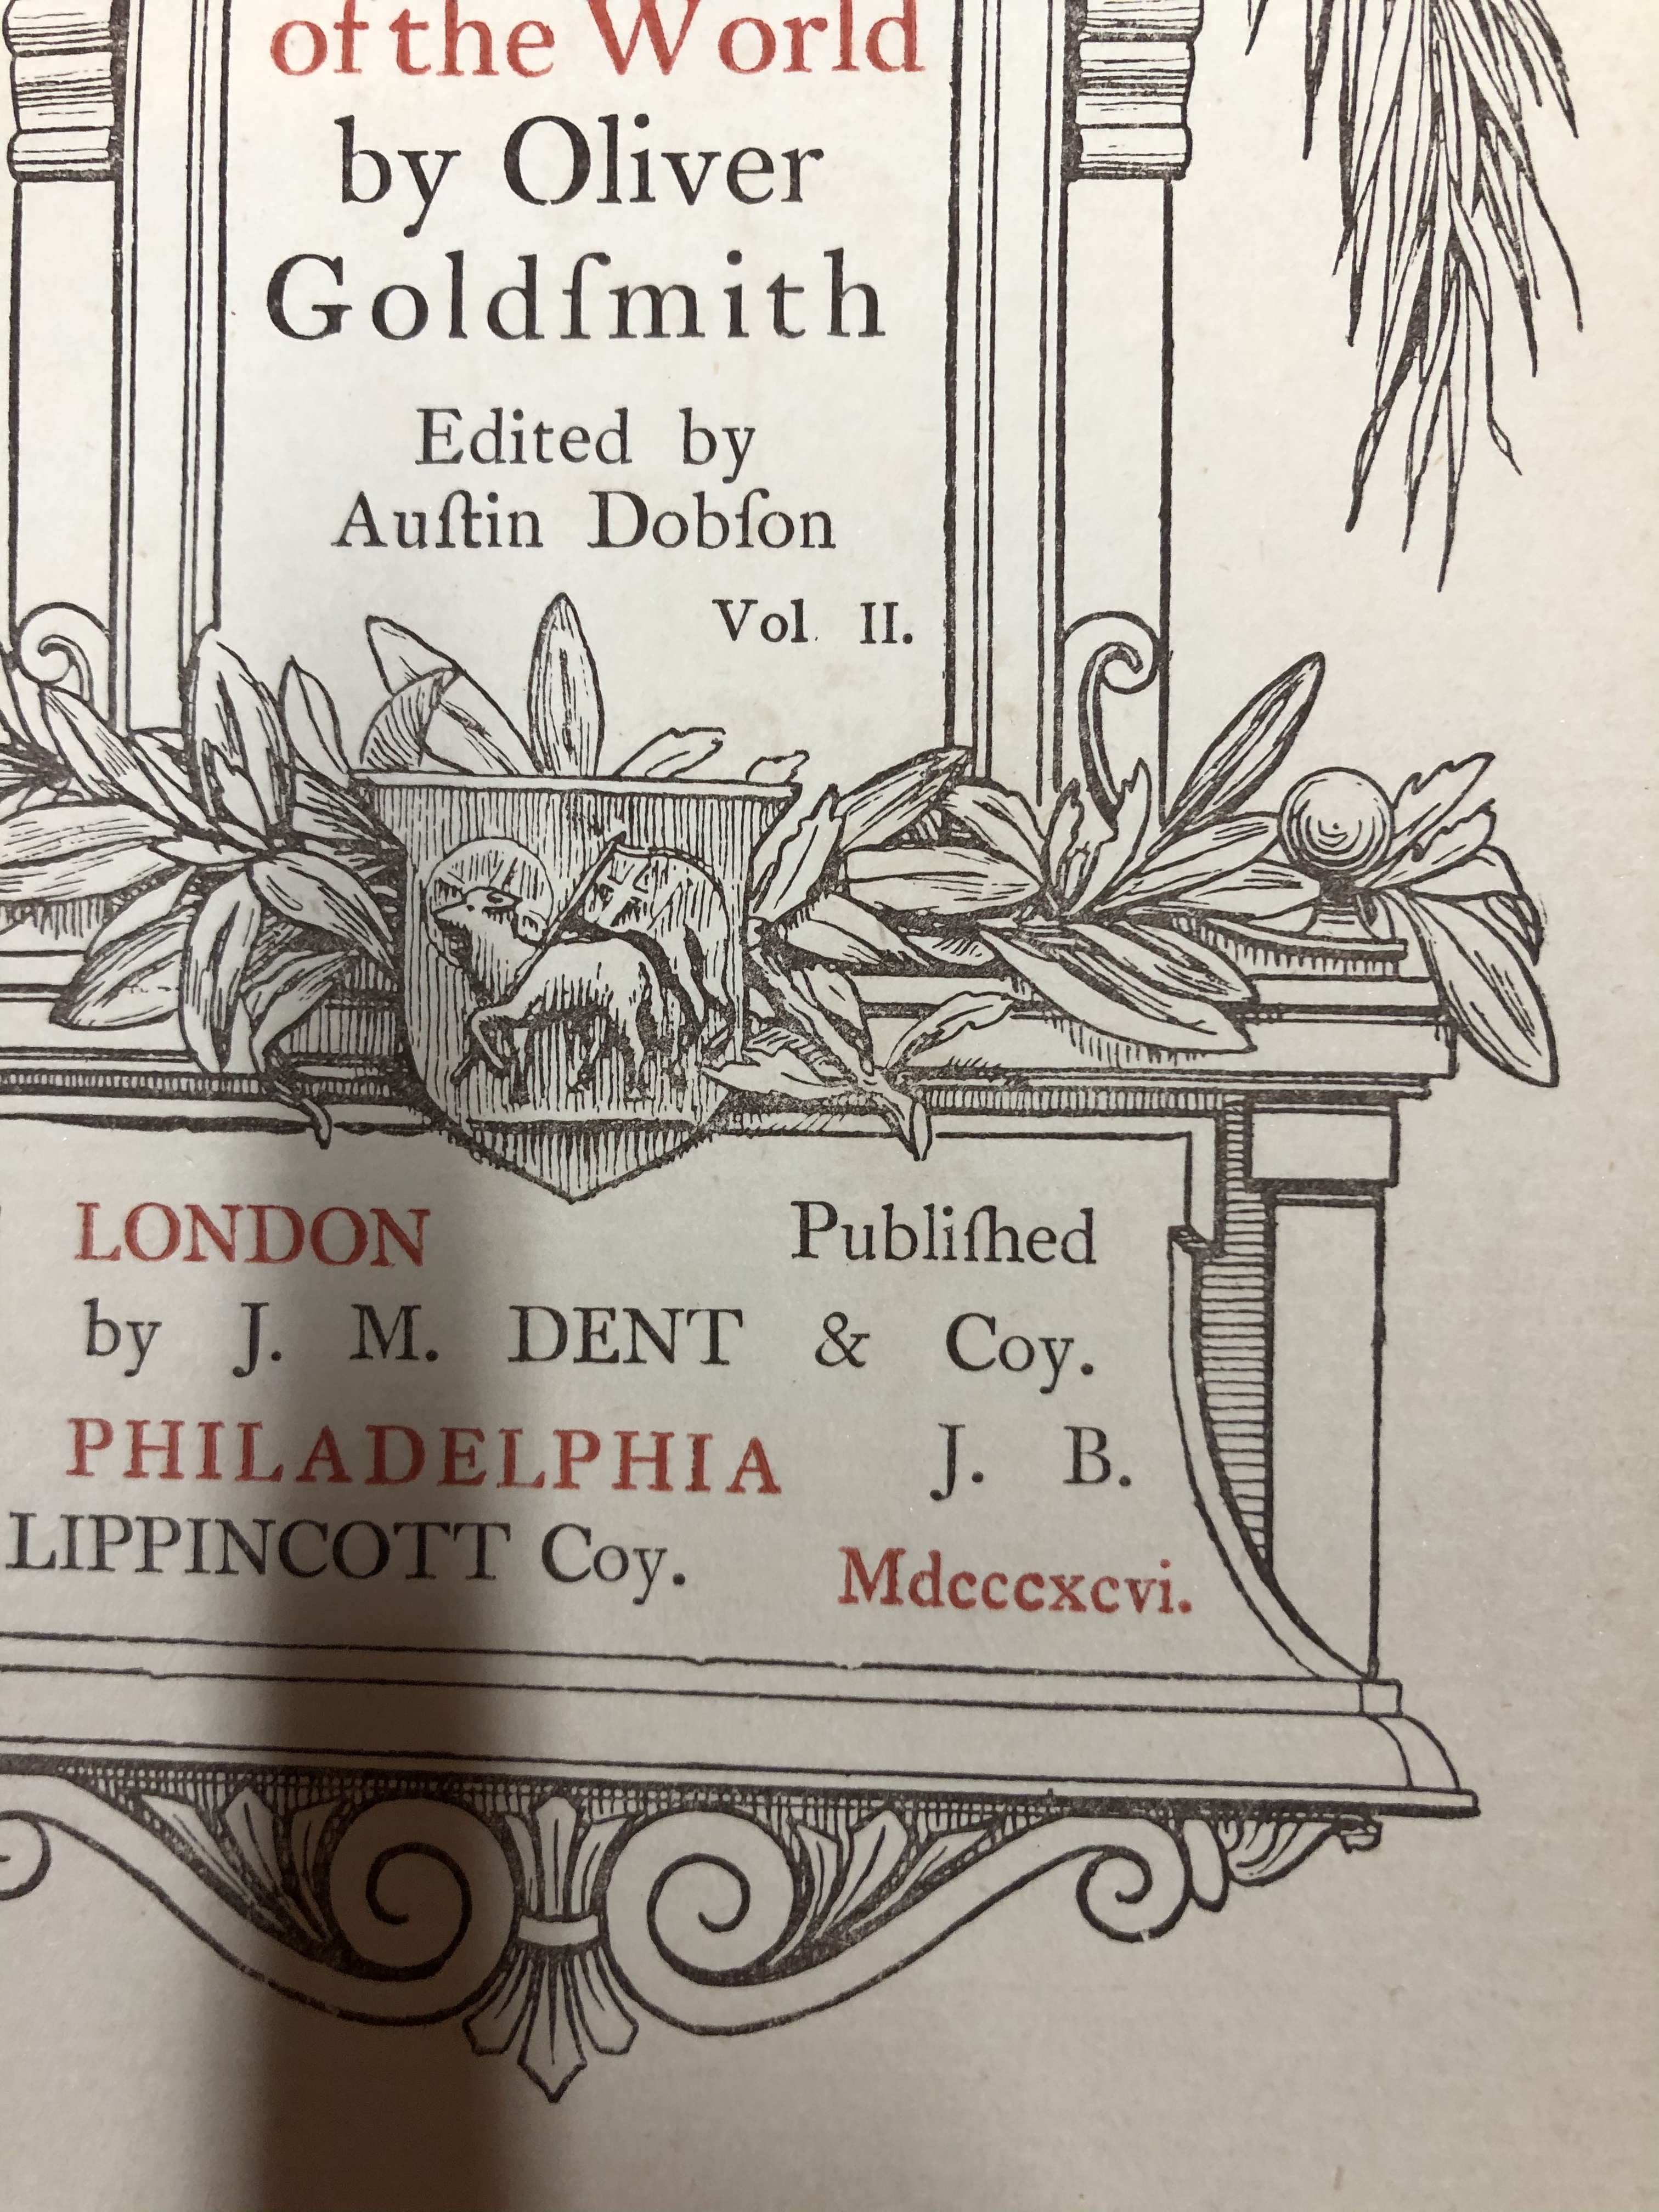 of the World
by Oliver
Goldſmith
Edited by
Auſtin Dobſon
Vol. II.
LONDON Publiſhed
by J. M. DENT & Coy.
PHILADELPHIA J. B.
LIPPINCOTT Coy. Mdcccxcvi.